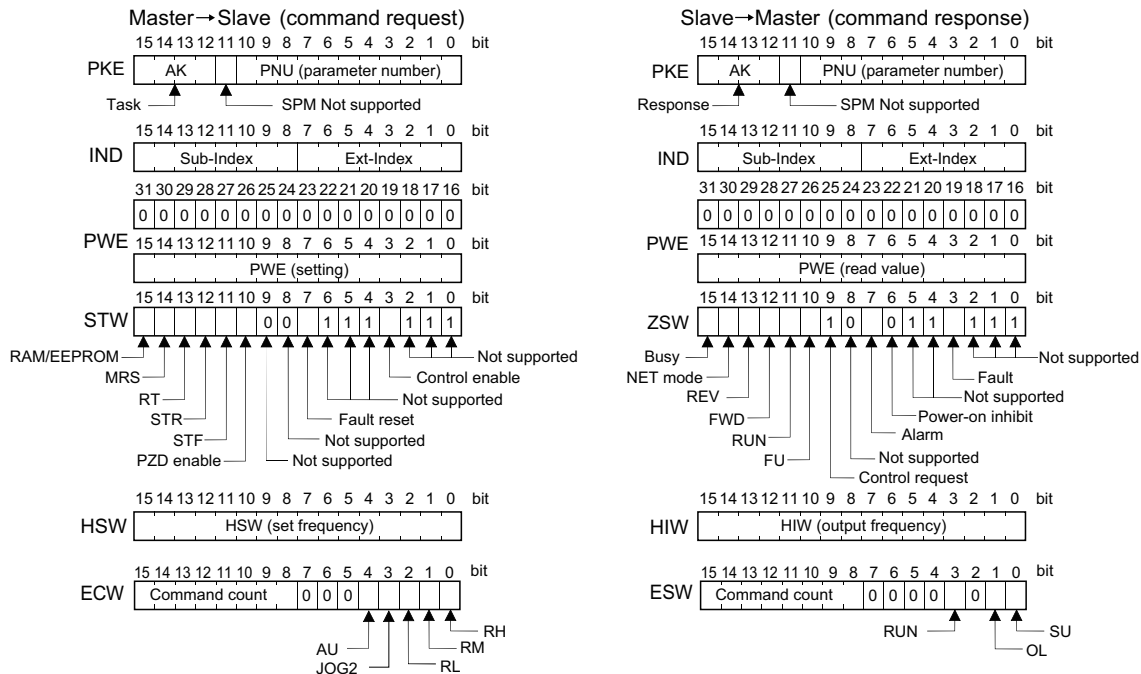 Master→Slave (command request)
15 14 13 12 11 10 9 8 7 6 5 4 3 2 1 0 bit
PKE AK PNU (parameter number)
Task SPM Not supported
15 14 13 12 11 10 9 8 7 6 5 4 3 2 1 0 bit
IND Sub-Index Ext-Index
31 30 29 28 27 26 25 24 23 22 21 20 19 18 17 16 bit
0 0 0 0 0 0 0 0 0 0 0 0 0 0 0 0
PWE
15 14 13 12 11 10 9 8 7 6 5 4 3 2 1 0 bit
PWE (setting)
15 14 13 12 11 10 9 8 7 6 5 4 3 2 1 0 bit
STW 0 0 1 1 1 1 1 1
RAM/EEPROM Not supported
MRS Control enable
RT Not supported
STR Fault reset
STF Not supported
PZD enable Not supported
15 14 13 12 11 10 9 8 7 6 5 4 3 2 1 0 bit
HSW HSW (set frequency)
15 14 13 12 11 10 9 8 7 6 5 4 3 2 1 0 bit
ECW Command count 0 0 0
RH
AU RM
JOG2 RL
Slave→Master (command response)
15 14 13 12 11 10 9 8 7 6 5 4 3 2 1 0 bit
PKE AK PNU (parameter number)
Response SPM Not supported
15 14 13 12 11 10 9 8 7 6 5 4 3 2 1 0 bit
IND Sub-Index Ext-Index
31 30 29 28 27 26 25 24 23 22 21 20 19 18 17 16 bit
0 0 0 0 0 0 0 0 0 0 0 0 0 0 0 0
PWE
15 14 13 12 11 10 9 8 7 6 5 4 3 2 1 0 bit
PWE (read value)
15 14 13 12 11 10 9 8 7 6 5 4 3 2 1 0 bit
ZSW 1 0 0 1 1 1 1 1
Busy Not supported
NET mode Fault
REV Not supported
FWD Power-on inhibit
RUN Alarm
FU Not supported
Control request
15 14 13 12 11 10 9 8 7 6 5 4 3 2 1 0 bit
HIW HIW (output frequency)
15 14 13 12 11 10 9 8 7 6 5 4 3 2 1 0 bit
ESW Command count 0 0 0 0 0
RUN SU
OL